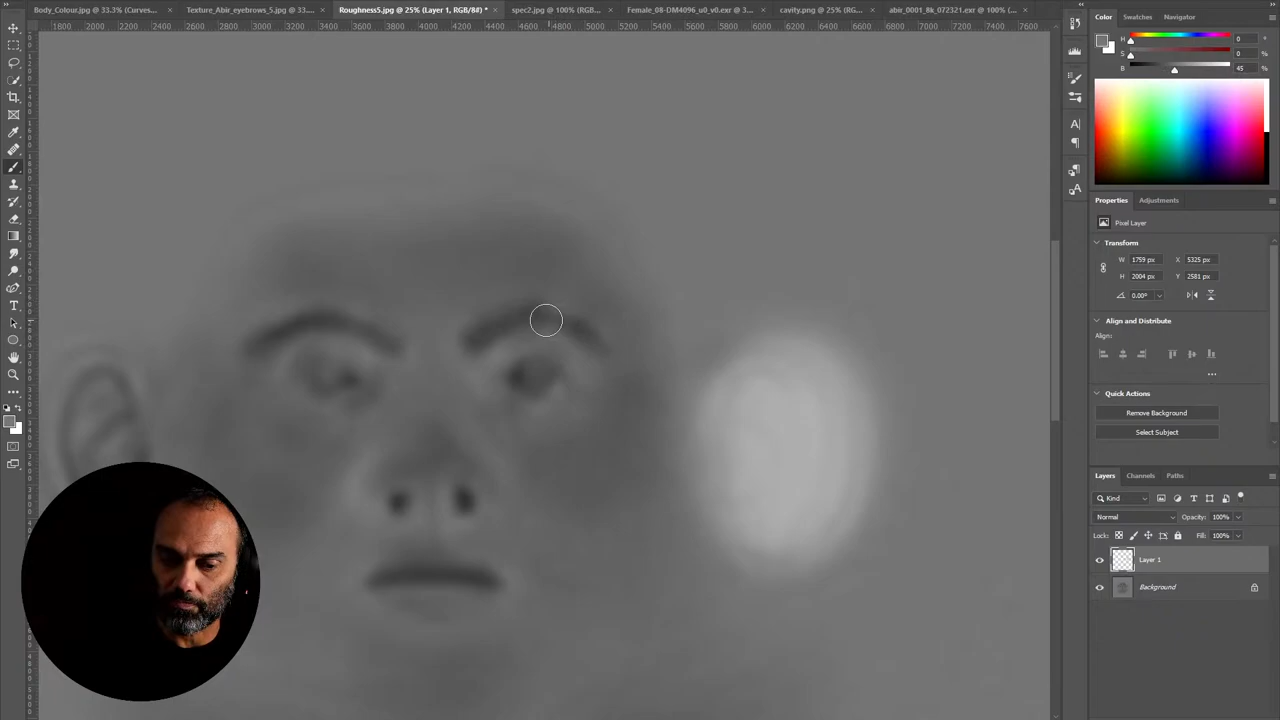 Body_Colour.jpg @ 33.3% (Curves... ×
Texture_Abir_eyebrows_5.jpg @ 33.... ×
Roughness5.jpg @ 25% (Layer 1, RGB/8#) * ×
spec2.jpg @ 100% (RGB... ×
Female_08-DM4096_u0_v0.exr @ 3... ×
cavity.png @ 25% (RG... ×
abir_0001_8k_072321.exr @ 100% (... ×
1600 1800 2000 2200 2400 2600 2800 3000 3200 3400 3600 3800 4000 4200 4400 4600 4800 5000 5200 5400 5600 5800 6000 6200 6400 6600 6800 7000 7200 7400 7600
Color Swatches Navigator
H 0 °
S 0 %
B 45 %
Properties Adjustments
Pixel Layer
Transform
W 1759 px X 5325 px
H 2004 px Y 2581 px
0.00°
Align and Distribute
Align:
Quick Actions
Remove Background
Select Subject
Layers Channels Paths
Kind
Normal Opacity: 100%
Lock: Fill: 100%
Layer 1
Background